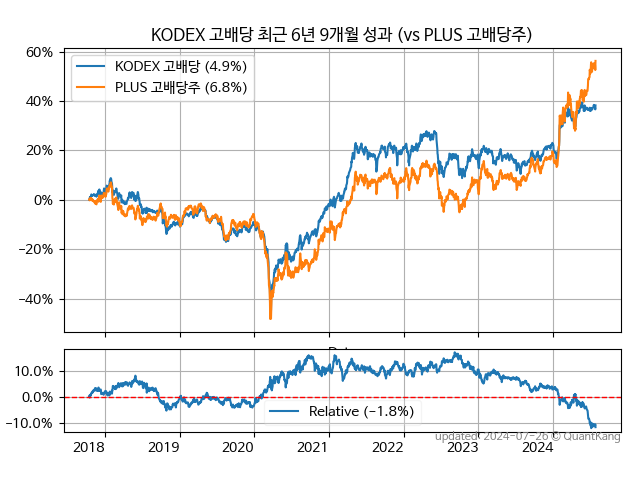 KODEX 고배당 최근 6년 9개월 성과 (vs PLUS 고배당주)
KODEX 고배당 (4.9%)
PLUS 고배당주 (6.8%)
60%
40%
20%
0%
−20%
−40%
10.0%
0.0%
−10.0%
Relative (−1.8%)
2018 2019 2020 2021 2022 2023 2024
updated: 2024-07-26 © QuantKang